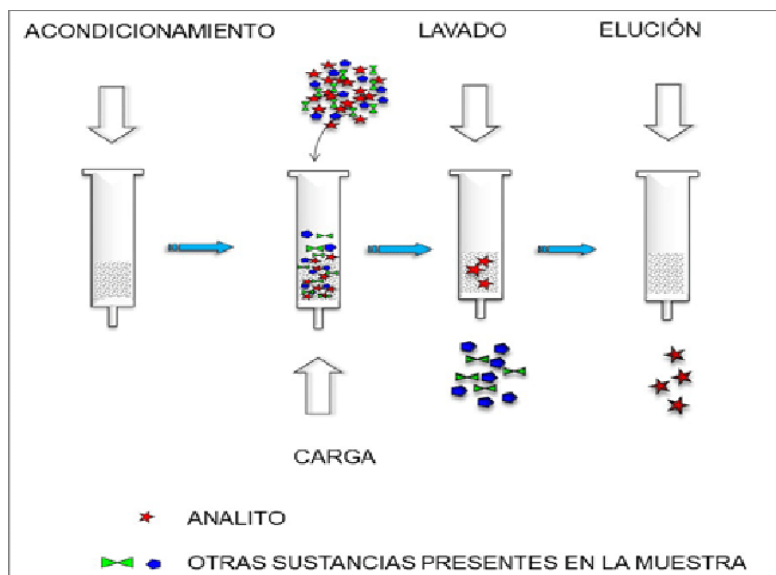 ACONDICIONAMIENTO
LAVADO
ELUCIÓN
CARGA
ANALITO
OTRAS SUSTANCIAS PRESENTES EN LA MUESTRA